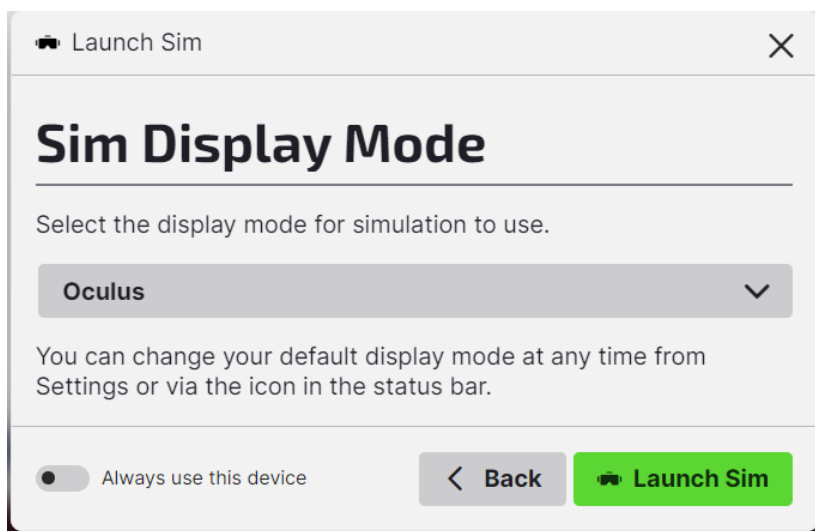 Launch Sim
Sim Display Mode
Select the display mode for simulation to use.
Oculus
You can change your default display mode at any time from
Settings or via the icon in the status bar.
Always use this device
Back
Launch Sim